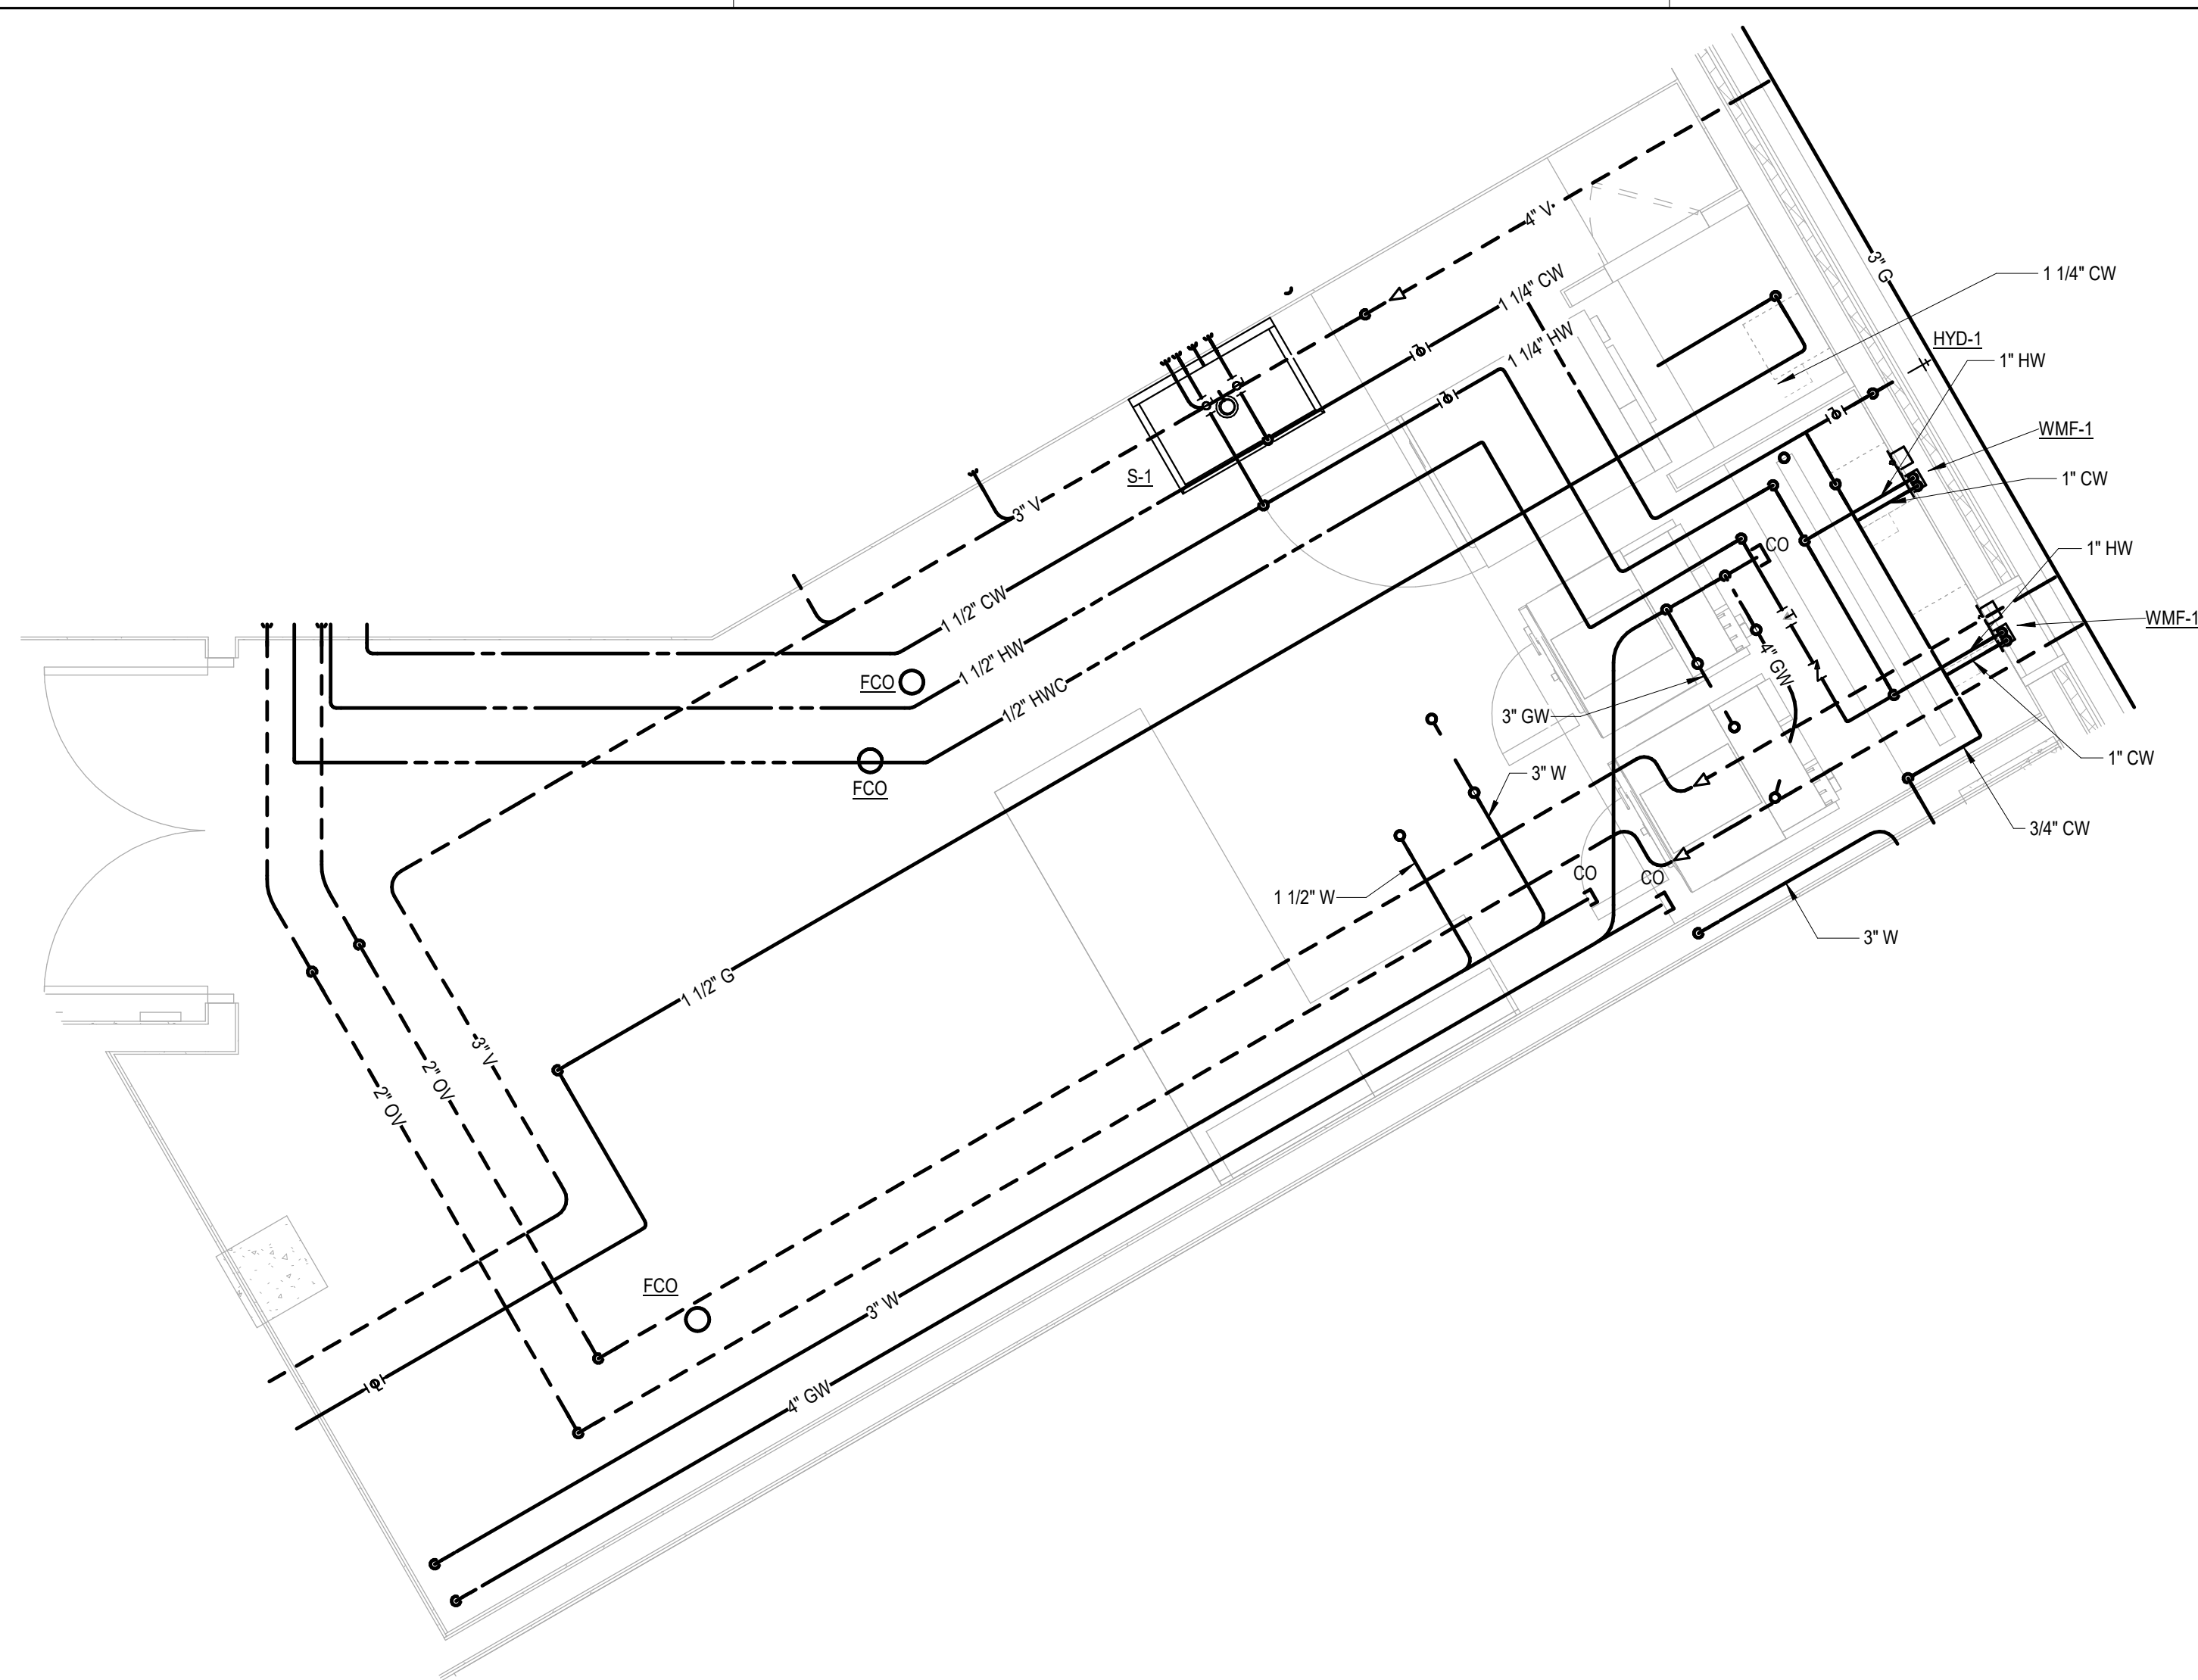 4" V
3" G
1 1/4" CW
1 1/4" CW
HYD-1
1 1/4" HW
1" HW
WMF-1
S-1
1" CW
3" V
CO
1" HW
1 1/2" CW
WMF-1
1 1/2" HW
4" GW
FCO
1/2" HWC
3" GW
1" CW
3" W
FCO
3/4" CW
CO
CO
1 1/2" W
3" W
1 1/2" G
3" V
2" OV
2" OV
FCO
3" W
4" GW